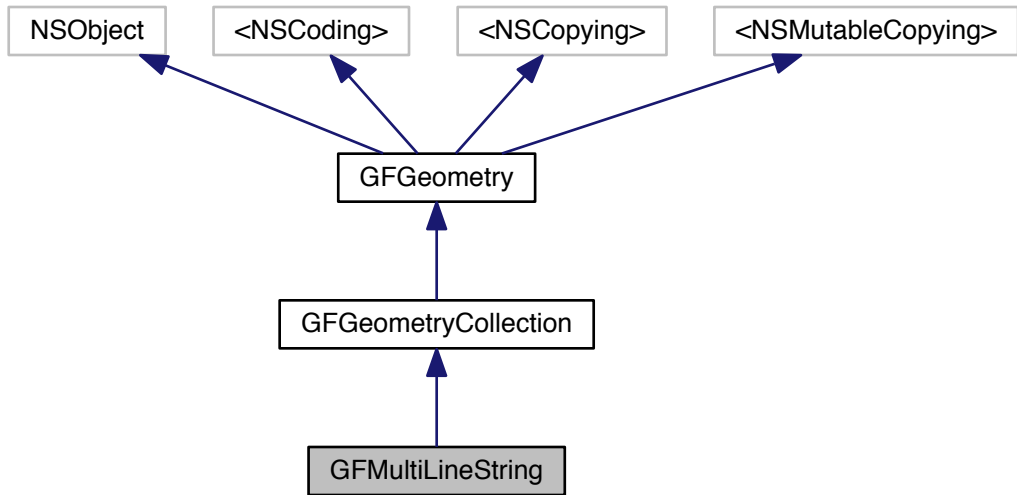 NSObject
<NSCoding>
<NSCopying>
<NSMutableCopying>
GFGeometry
GFGeometryCollection
GFMultiLineString